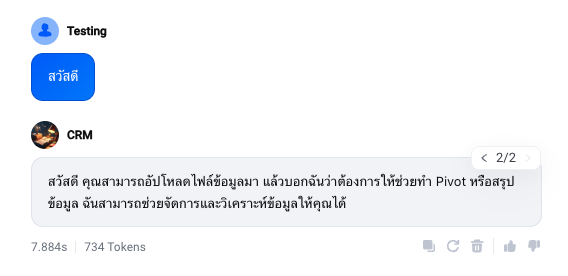 Testing
สวัสดี
CRM
2/2
สวัสดี คุณสามารถอัปโหลดไฟล์ข้อมูลมา แล้วบอกฉันว่าต้องการให้ช่วยทำ Pivot หรือสรุป
ข้อมูล ฉันสามารถช่วยจัดการและวิเคราะห์ข้อมูลให้คุณได้
7.884s 734 Tokens